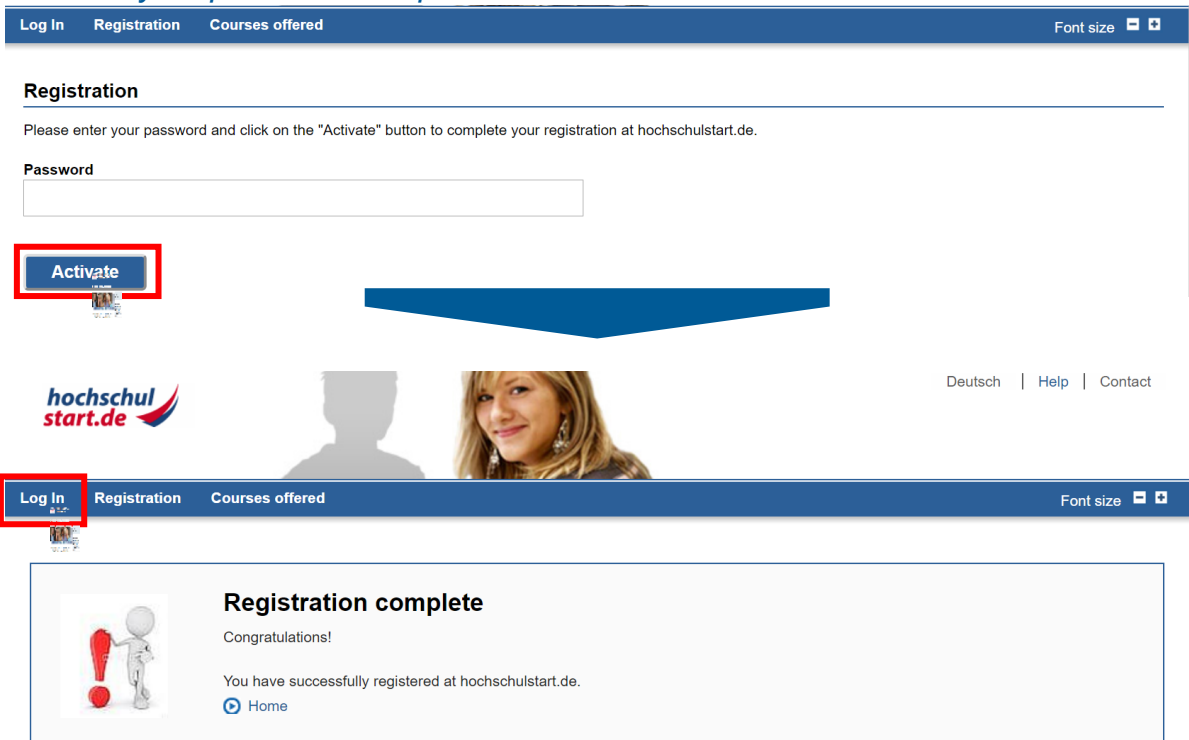 Log In Registration Courses offered Font size
Registration
Please enter your password and click on the "Activate" button to complete your registration at hochschulstart.de.
Password
Activate
hochschul
start.de
Deutsch | Help | Contact
Log In Registration Courses offered Font size
Registration complete
Congratulations!
You have successfully registered at hochschulstart.de.
Home